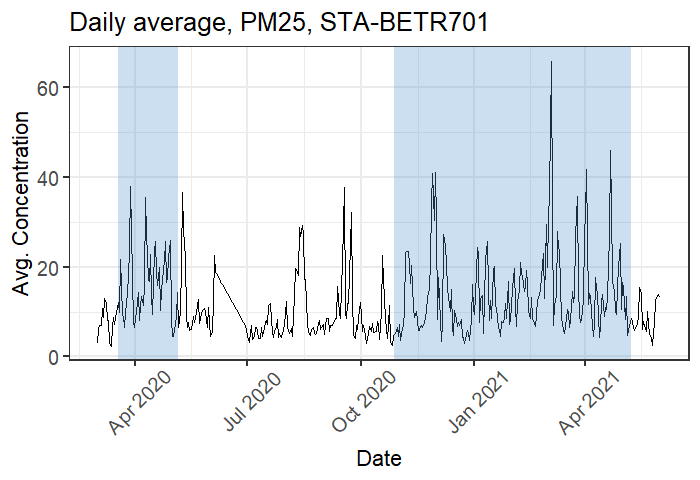 Daily average, PM25, STA-BETR701
Avg. Concentration
60
40
20
0
Apr 2020
Jul 2020
Oct 2020
Jan 2021
Apr 2021
Date